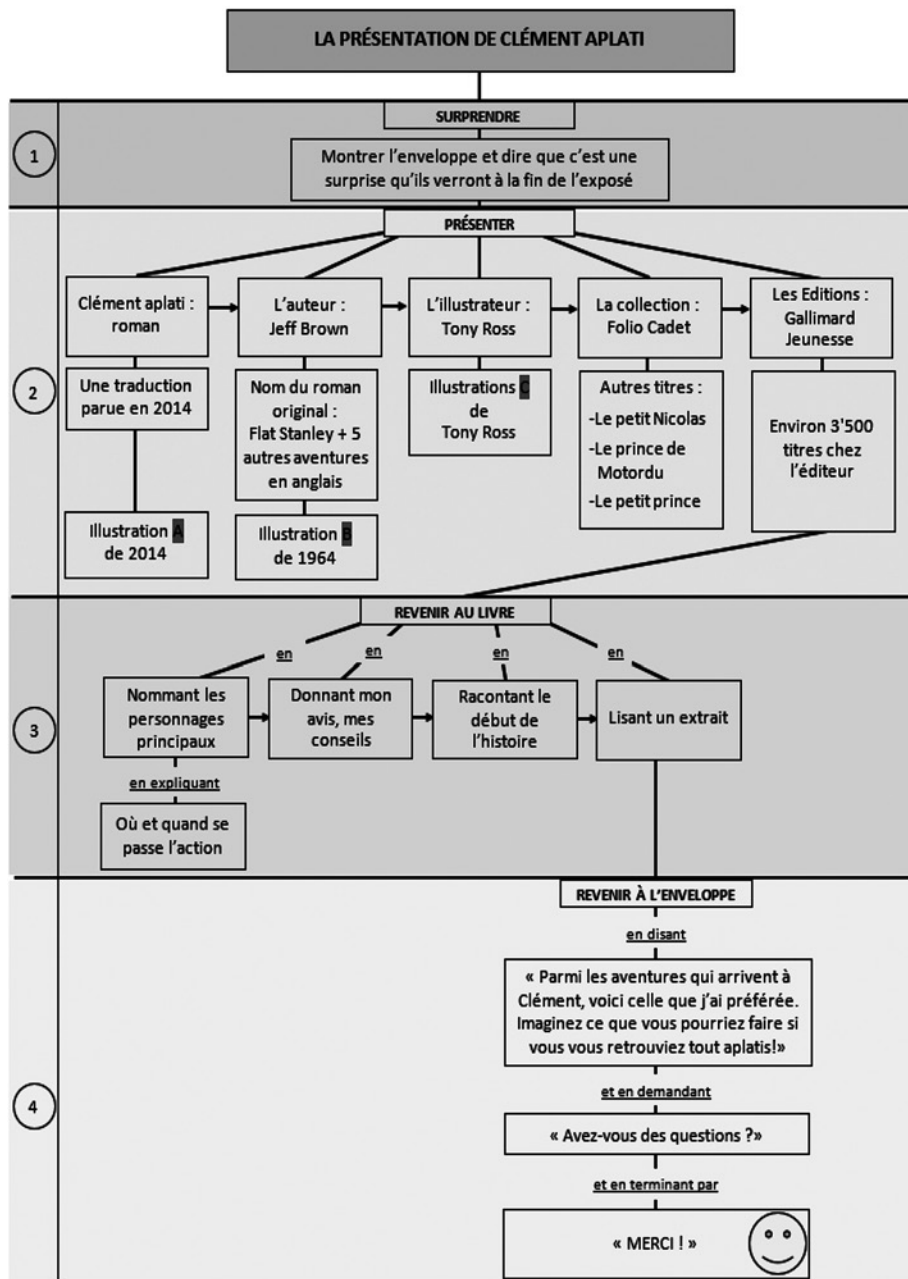 LA PRÉSENTATION DE CLÉMENT APLATI
1
SURPRENDRE
Montrer l'enveloppe et dire que c'est une
surprise qu'ils verront à la fin de l'exposé
2
PRÉSENTER
Clément aplati :
roman
L'auteur :
Jeff Brown
L'illustrateur :
Tony Ross
La collection :
Folio Cadet
Les Editions :
Gallimard
Jeunesse
Une traduction
parue en 2014
Nom du roman
original :
Flat Stanley + 5
autres aventures
en anglais
Illustrations C
de
Tony Ross
Autres titres :
-Le petit Nicolas
-Le prince de
Motordu
-Le petit prince
Environ 3'500
titres chez
l'éditeur
Illustration A
de 2014
Illustration B
de 1964
3
REVENIR AU LIVRE
en
en
en
en
Nommant les
personnages
principaux
Donnant mon
avis, mes
conseils
Racontant le
début de
l'histoire
Lisant un extrait
en expliquant
Où et quand se
passe l'action
4
REVENIR À L'ENVELOPPE
en disant
« Parmi les aventures qui arrivent à
Clément, voici celle que j'ai préférée.
Imaginez ce que vous pourriez faire si
vous vous retrouviez tout aplatis!»
et en demandant
« Avez-vous des questions ?»
et en terminant par
« MERCI ! »